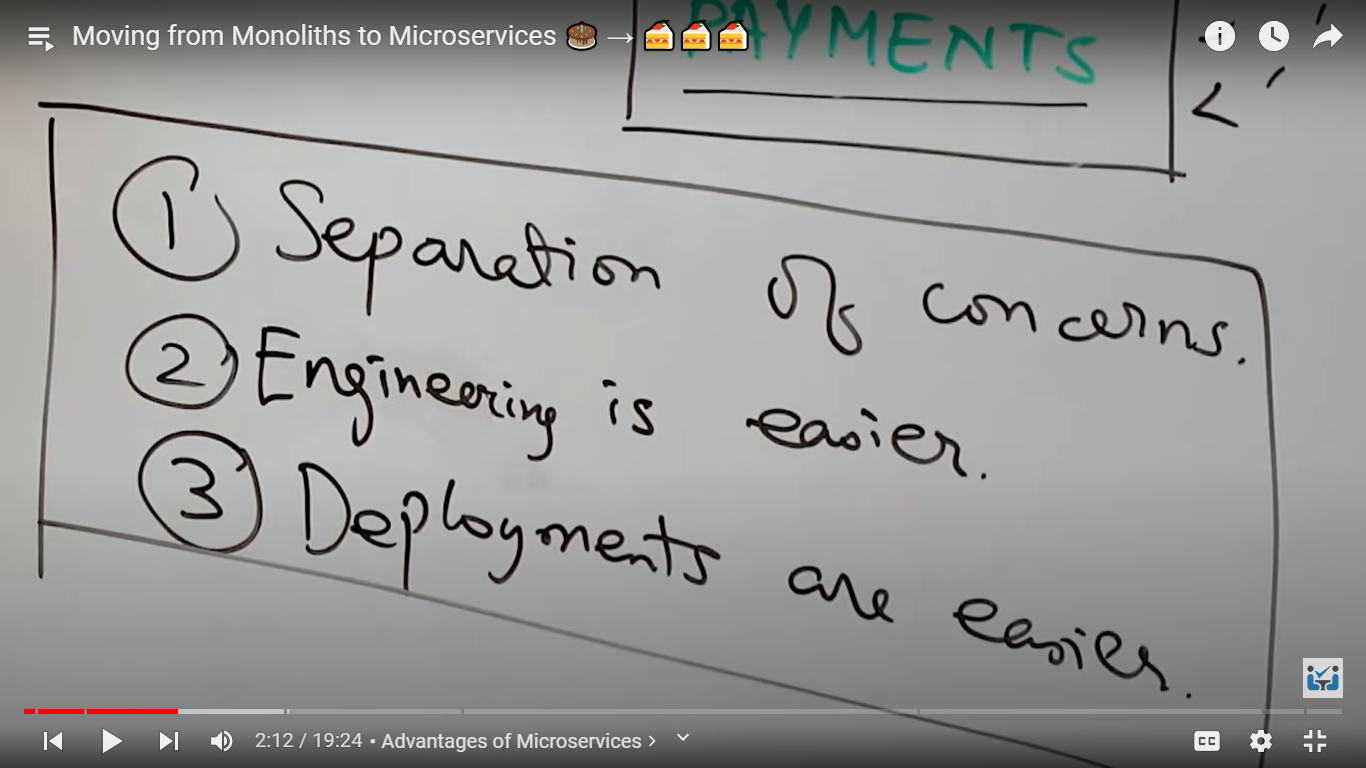 Moving from Monoliths to Microservices 🎂 → 🍰 🍰 🍰
PAYMENTS
1 Separation of concerns.
2 Engineering is easier.
3 Deployments are easier.
2:12 / 19:24 • Advantages of Microservices >
CC